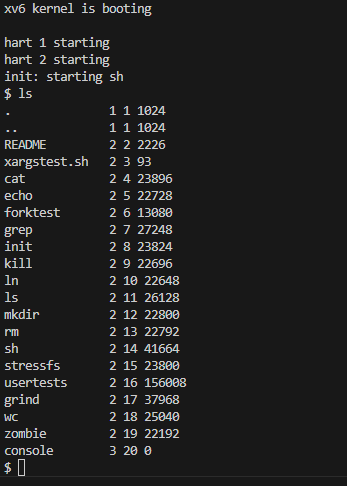 xv6 kernel is booting
hart 1 starting
hart 2 starting
init: starting sh
$ ls
. 1 1 1024
.. 1 1 1024
README 2 2 2226
xargstest.sh 2 3 93
cat 2 4 23896
echo 2 5 22728
forktest 2 6 13080
grep 2 7 27248
init 2 8 23824
kill 2 9 22696
ln 2 10 22648
ls 2 11 26128
mkdir 2 12 22800
rm 2 13 22792
sh 2 14 41664
stressfs 2 15 23800
usertests 2 16 156008
grind 2 17 37968
wc 2 18 25040
zombie 2 19 22192
console 3 20 0
$